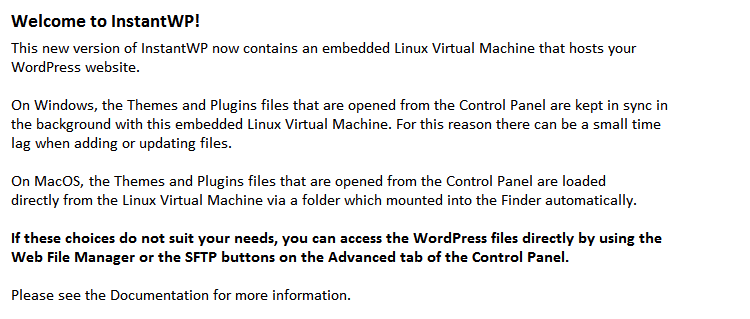 Welcome to InstantWP!
This new version of InstantWP now contains an embedded Linux Virtual Machine that hosts your
WordPress website.
On Windows, the Themes and Plugins files that are opened from the Control Panel are kept in sync in
the background with this embedded Linux Virtual Machine. For this reason there can be a small time
lag when adding or updating files.
On MacOS, the Themes and Plugins files that are opened from the Control Panel are loaded
directly from the Linux Virtual Machine via a folder which mounted into the Finder automatically.
If these choices do not suit your needs, you can access the WordPress files directly by using the
Web File Manager or the SFTP buttons on the Advanced tab of the Control Panel.
Please see the Documentation for more information.